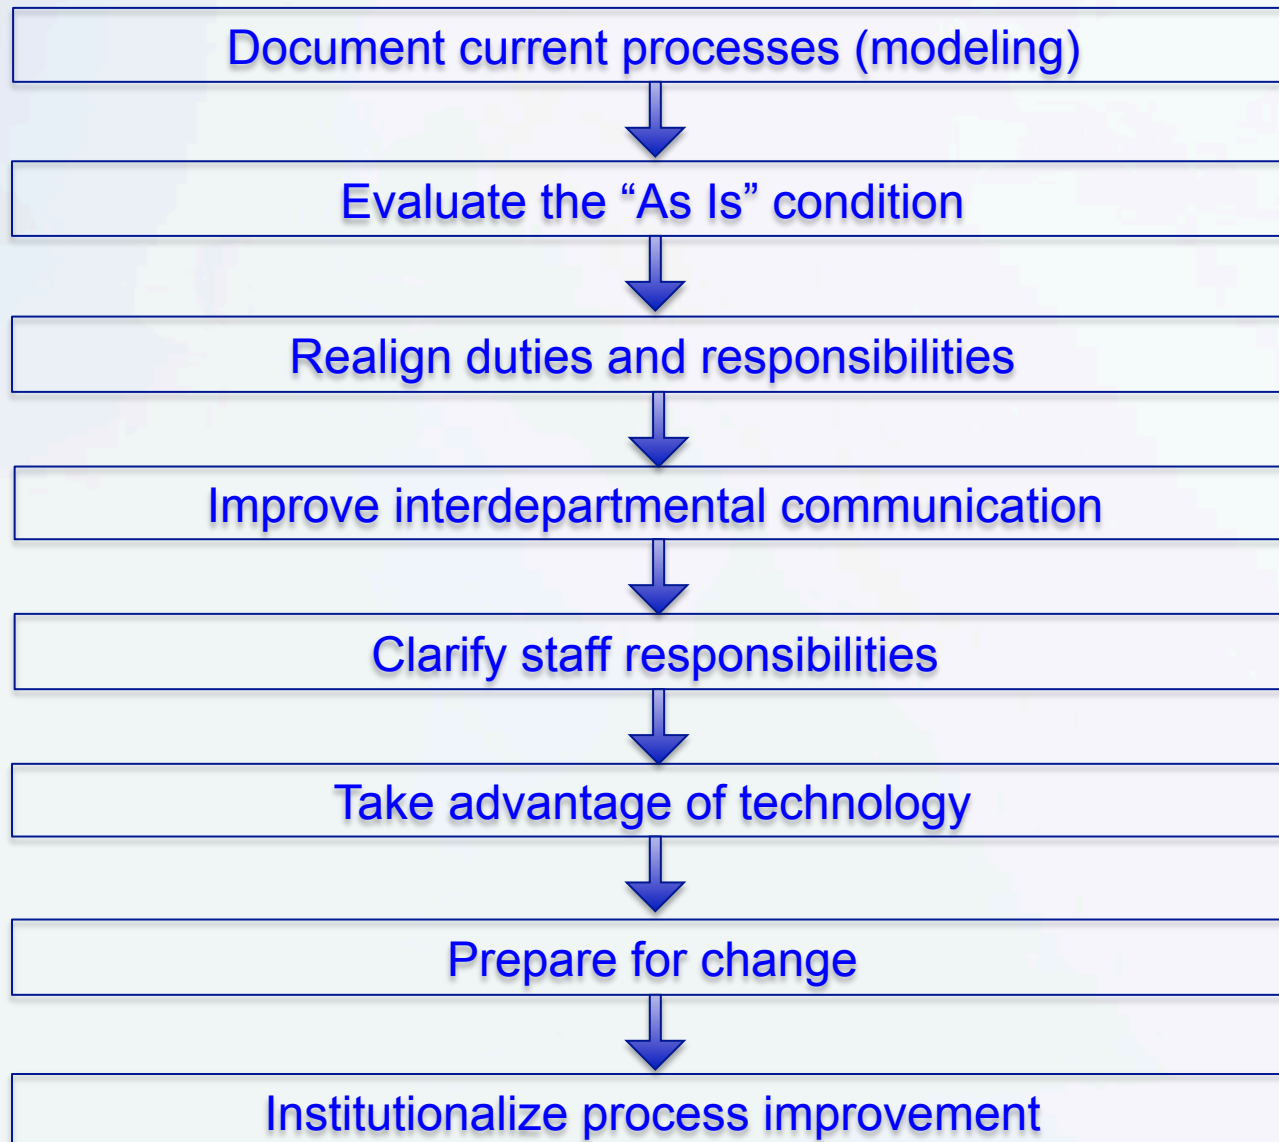 Document current processes (modeling)
Evaluate the “As Is” condition
Realign duties and responsibilities
Improve interdepartmental communication
Clarify staff responsibilities
Take advantage of technology
Prepare for change
Institutionalize process improvement